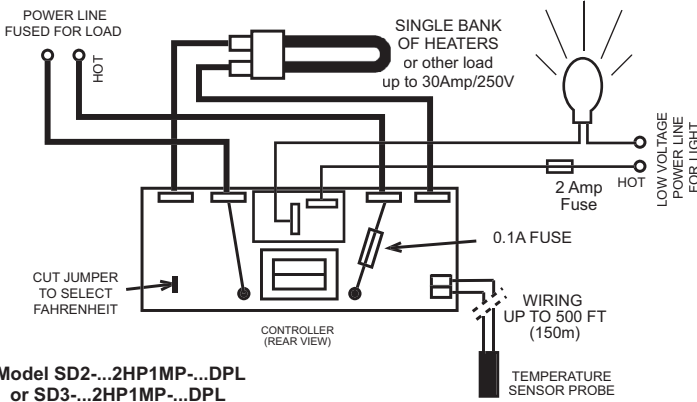 POWER LINE
FUSED FOR LOAD
HOT
SINGLE BANK
OF HEATERS
or other load
up to 30Amp/250V
LOW VOLTAGE
POWER LINE
FOR LIGHT
HOT
2 Amp
Fuse
0.1A FUSE
CUT JUMPER
TO SELECT
FAHRENHEIT
WIRING
UP TO 500 FT
(150m)
CONTROLLER
(REAR VIEW)
TEMPERATURE
SENSOR PROBE
Model SD2-...2HP1MP-...DPL
or SD3-...2HP1MP-...DPL